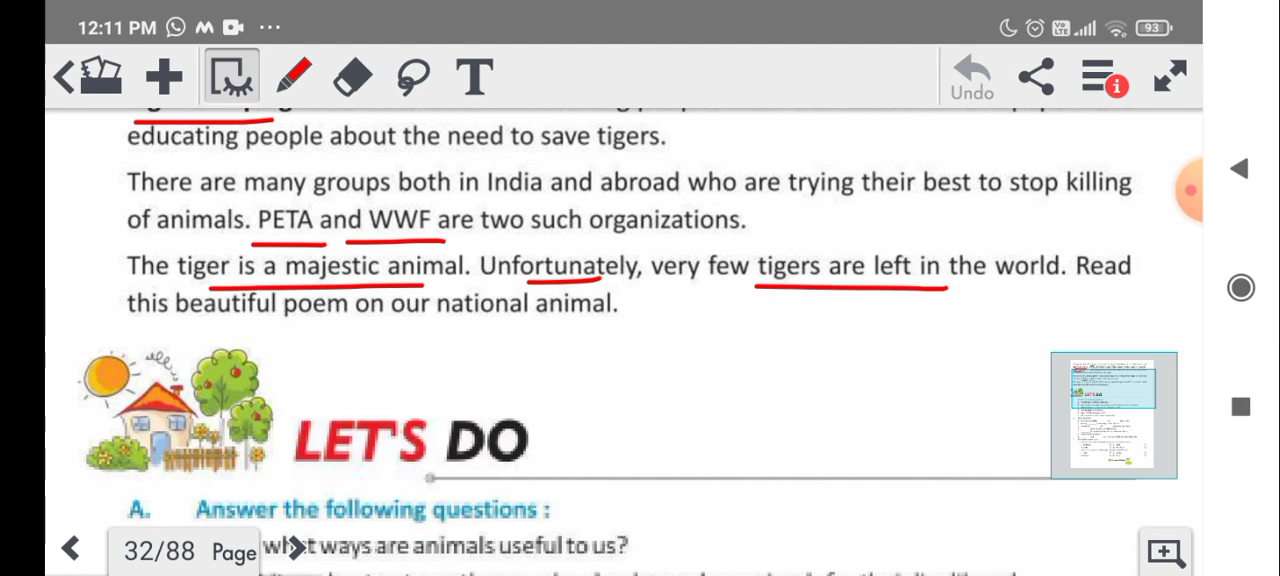 12:11 PM
93
T
Undo
educating people about the need to save tigers.
There are many groups both in India and abroad who are trying their best to stop killing
of animals. PETA and WWF are two such organizations.
The tiger is a majestic animal. Unfortunately, very few tigers are left in the world. Read
this beautiful poem on our national animal.
LET'S DO
A. Answer the following questions :
32/88 Page
what ways are animals useful to us?